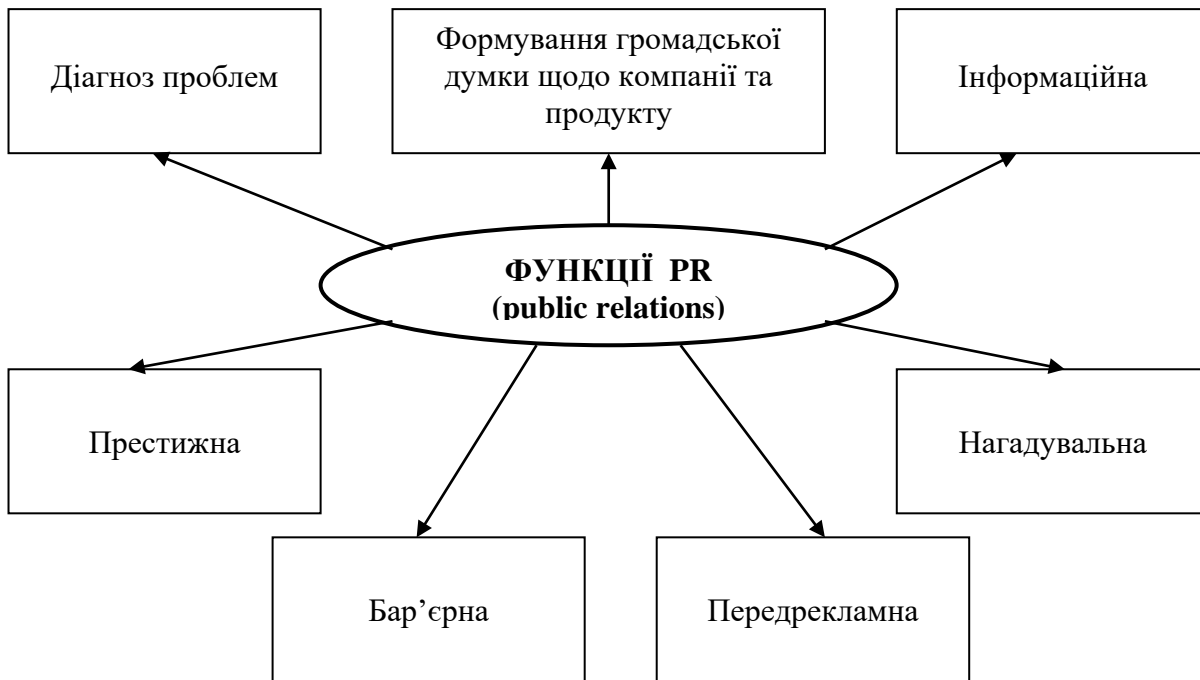 Діагноз проблем
Формування громадської
думки щодо компанії та
продукту
Інформаційна
ФУНКЦІЇ PR
(public relations)
Престижна
Нагадувальна
Бар’єрна
Передрекламна